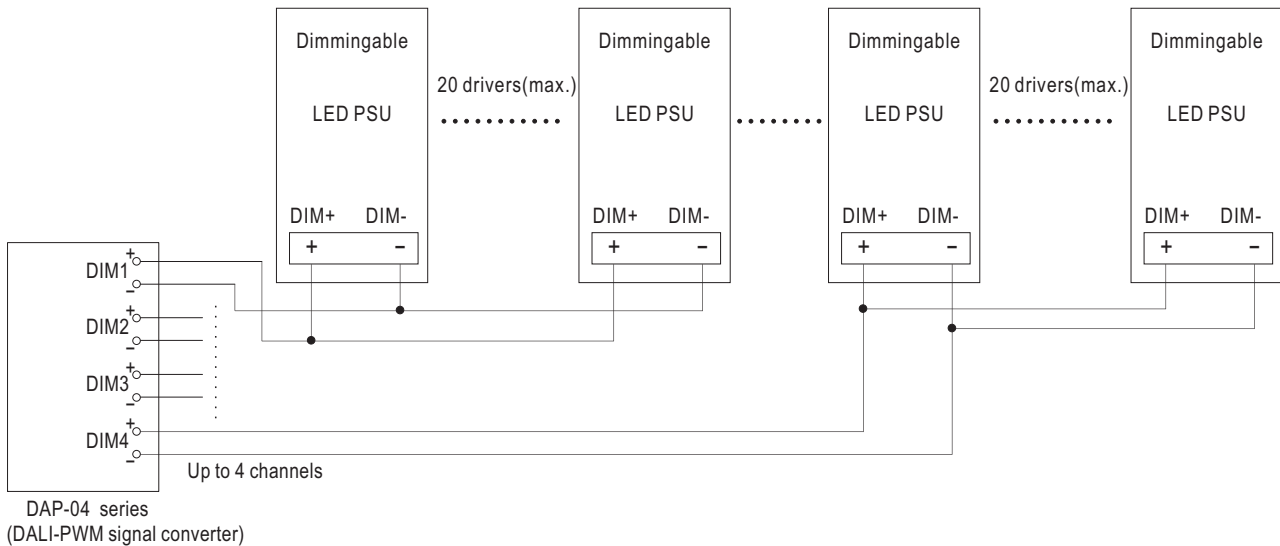 Dimmingable
Dimmingable
Dimmingable
Dimmingable
20 drivers(max.)
20 drivers(max.)
LED PSU
LED PSU
LED PSU
LED PSU
DIM+ DIM-
DIM+ DIM-
DIM+ DIM-
DIM+ DIM-
+ −
+ −
+ −
+ −
+
DIM1
−
+
DIM2
−
+
DIM3
−
+
DIM4
−
Up to 4 channels
DAP-04 series
(DALI-PWM signal converter)